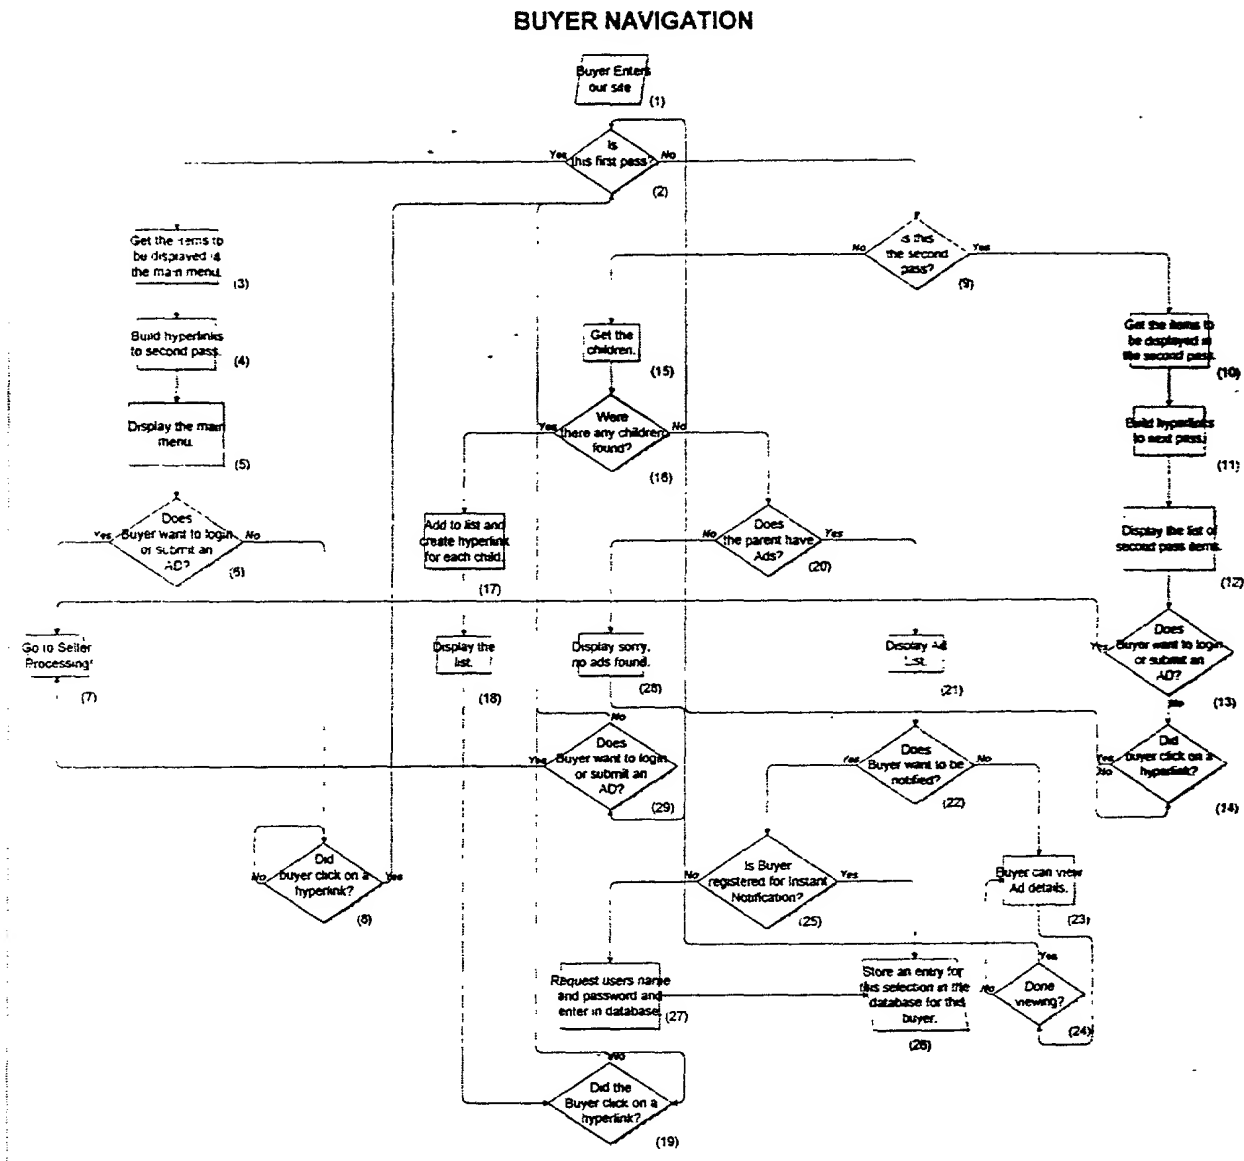 BUYER NAVIGATION
Buyer Enters
our site
(1)
Is
this first pass?
Yes
No
(2)
Get the items to
be displayed in
the main menu.
(3)
Is this
the second
pass?
No
Yes
(9)
Build hyperlinks
to second pass.
(4)
Get the
children.
(15)
Get the items to
be displayed in
the second pass.
(10)
Display the main
menu.
(5)
Were
there any children
found?
Yes
No
(16)
Build hyperlinks
to next pass.
(11)
Does
Buyer want to login
or submit an
AD?
Yes
No
(6)
Add to list and
create hyperlink
for each child.
(17)
Does
the parent have
Ads?
No
Yes
(20)
Display the list of
second pass items.
(12)
Go to Seller
Processing
(7)
Display the
list.
(18)
Display sorry,
no ads found.
(28)
Display Ad
List.
(21)
Does
Buyer want to login
or submit an
AD?
Yes
No
(13)
Does
Buyer want to login
or submit an
AD?
No
Yes
(29)
Does
Buyer want to be
notified?
Yes
No
(22)
Did
buyer click on a
hyperlink?
Yes
No
(14)
Did
buyer click on a
hyperlink?
No
Yes
(8)
Is Buyer
registered for Instant
Notification?
No
Yes
(25)
Buyer can view
Ad details.
(23)
Request users name
and password and
enter in database
(27)
Store an entry for
this selection in the
database for this
buyer.
(26)
Done
viewing?
Yes
No
(24)
Did the
Buyer click on a
hyperlink?
No
(19)